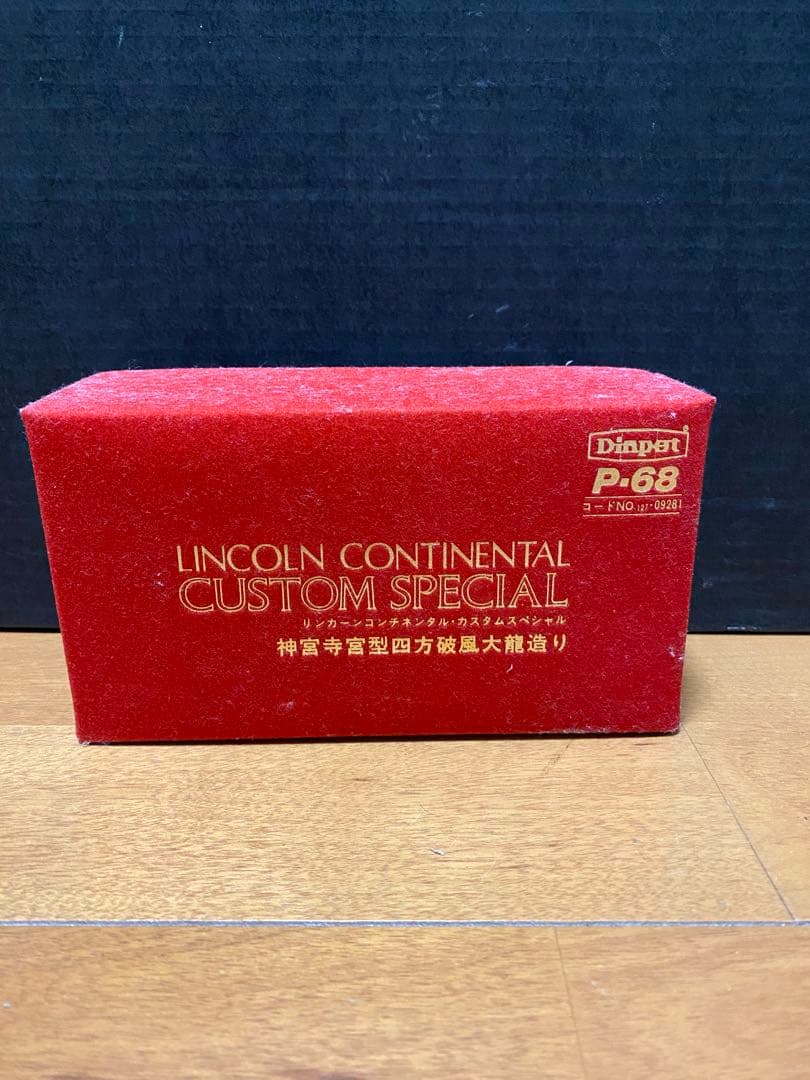 Dinpet
P-68
コードNO.127-09281
LINCOLN CONTINENTAL
CUSTOM SPECIAL
リンカーンコンチネンタル・カスタムスペシャル
神宮寺宮型四方破風大龍造り